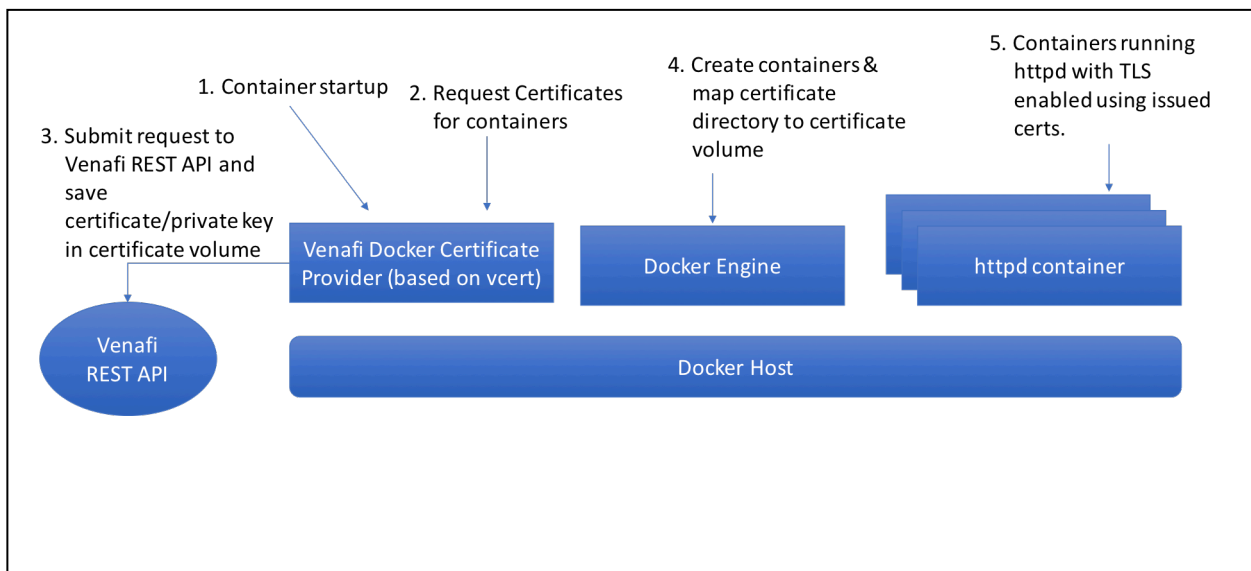 1. Container startup
2. Request Certificates
for containers
3. Submit request to
Venafi REST API and
save
certificate/private key
in certificate volume
4. Create containers &
map certificate
directory to certificate
volume
5. Containers running
httpd with TLS
enabled using issued
certs.
Venafi Docker Certificate
Provider (based on vcert)
Docker Engine
httpd container
Venafi
REST API
Docker Host